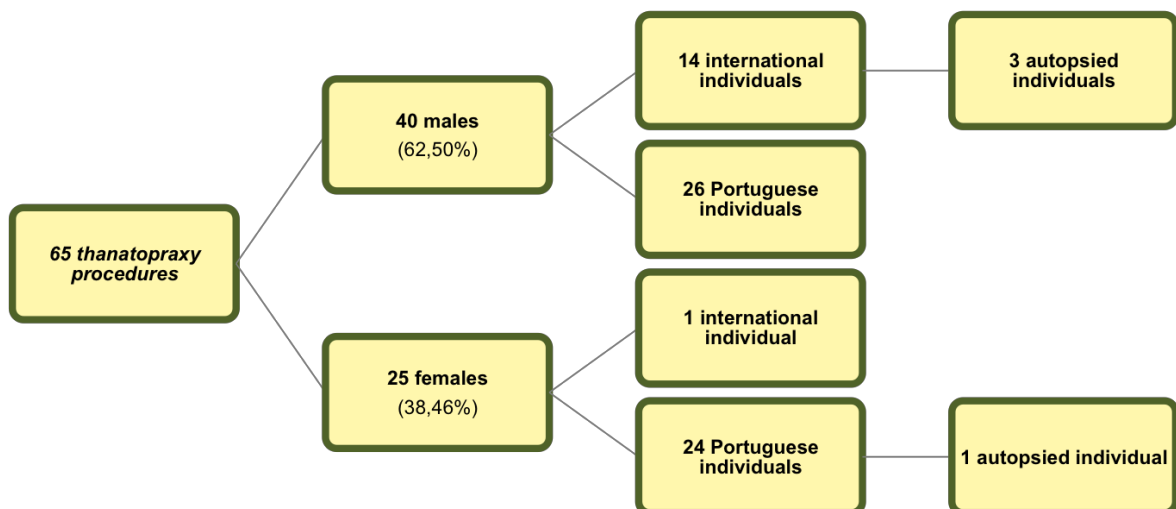 65 thanatopraxy
procedures
40 males
(62,50%)
14 international
individuals
3 autopsied
individuals
26 Portuguese
individuals
25 females
(38,46%)
1 international
individual
24 Portuguese
individuals
1 autopsied individual